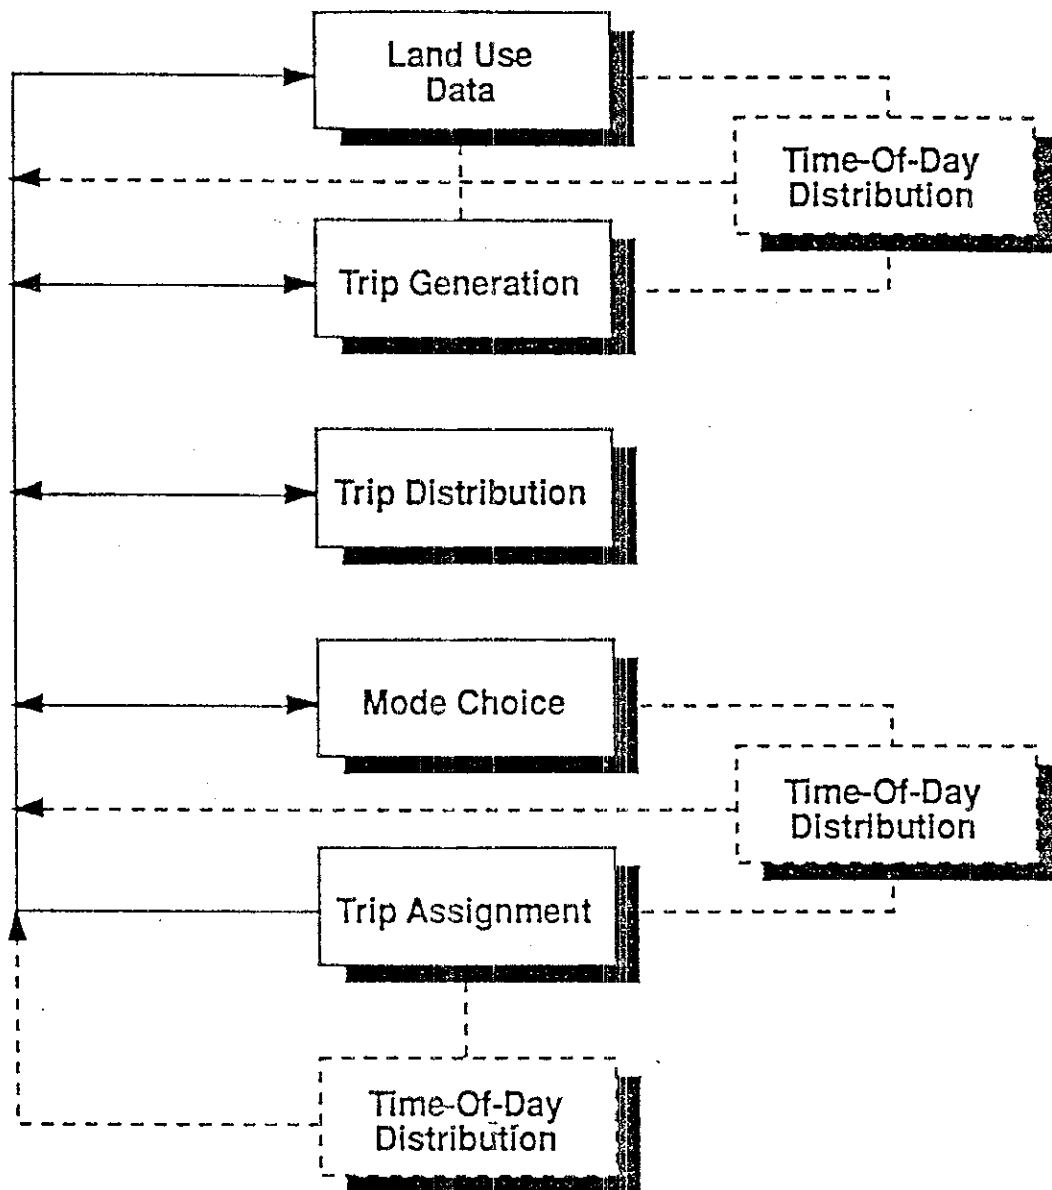 Land Use
Data
Time-Of-Day
Distribution
Trip Generation
Trip Distribution
Mode Choice
Time-Of-Day
Distribution
Trip Assignment
Time-Of-Day
Distribution